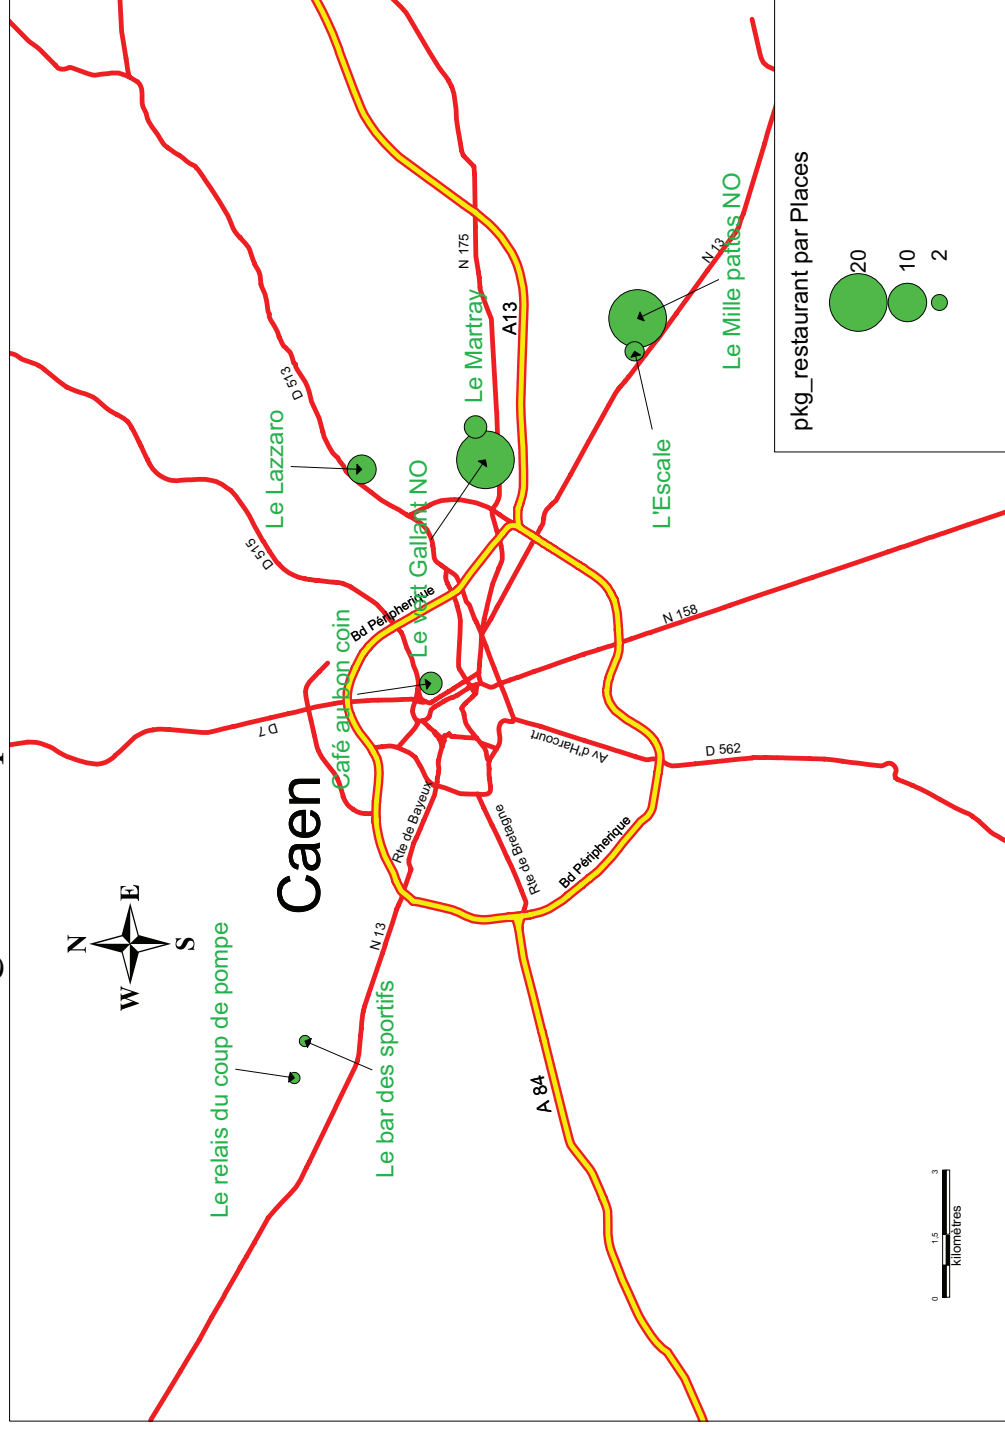 N
W
E
S
Caen
Le relais du coup de pompe
Le bar des sportifs
Café au bon coin
Le vert Gallant NO
Le Lazzaro
Le Martray
L'Escale
Le Mille pattes NO
D 7
D 515
D 513
N 175
A13
N 13
N 158
D 562
Av d'Harcourt
Bd Péripherique
Bd Péripherique
Rte de Bayeux
Rte de Bretagne
N 13
A 84
0
1,5
3
kilomètres
pkg_restaurant par Places
20
10
2